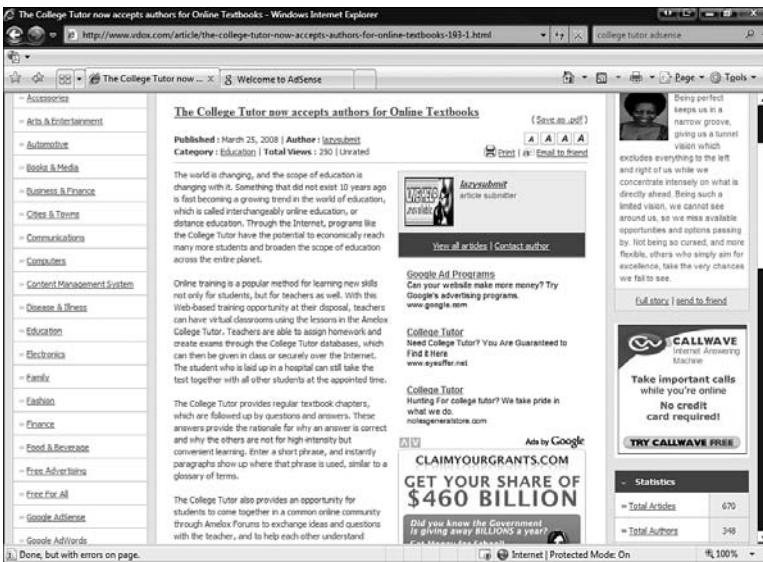 The College Tutor now accepts authors for Online Textbooks - Windows Internet Explorer
http://www.vdox.com/article/the-college-tutor-now-accepts-authors-for-online-textbooks-193-1.html
college tutor adsense
The College Tutor now ... X
Welcome to AdSense
Page
Tools
Accessories
Arts & Entertainment
Automotive
Books & Media
Business & Finance
Cities & Towns
Communications
Computers
Content Management System
Disease & Illness
Education
Electronics
Family
Fashion
Finance
Food & Beverage
Free Advertising
Free For All
Google AdSense
Google AdWords
The College Tutor now accepts authors for Online Textbooks
( Save as .pdf )
Published : March 25, 2008 | Author : lazysubmit
Category : Education | Total Views : 250 | Unrated
A A A A
Print | Email to friend
The world is changing, and the scope of education is
changing with it. Something that did not exist 10 years ago
is fast becoming a growing trend in the world of education,
which is called interchangeably online education, or
distance education. Through the Internet, programs like
the College Tutor have the potential to economically reach
many more students and broaden the scope of education
across the entire planet.
Online training is a popular method for learning new skills
not only for students, but for teachers as well. With this
Web-based training opportunity at their disposal, teachers
can have virtual classrooms using the lessons in the Amelox
College Tutor. Teachers are able to assign homework and
create exams through the College Tutor databases, which
can then be given in class or securely over the Internet.
The student who is laid up in a hospital can still take the
test together with all other students at the appointed time.
The College Tutor provides regular textbook chapters,
which are followed up by questions and answers. These
answers provide the rationale for why an answer is correct
and why the others are not for high-intensity but
convenient learning. Enter a short phrase, and instantly
paragraphs show up where that phrase is used, similar to a
glossary of terms.
The College Tutor also provides an opportunity for
students to come together in a common online community
through Amelox Forums to exchange ideas and questions
with the teacher, and to help each other understand
lazysubmit
article submitter
View all articles | Contact author
Google Ad Programs
Can your website make more money? Try
Google's advertising programs.
www.google.com
College Tutor
Need College Tutor? You Are Guaranteed to
Find it Here
www.eyeuffer.net
College Tutor
Hunting For college tutor? We take pride in
what we do.
nolesgeneralstore.com
Ads by Google
CLAIMYOURGRANTS.COM
GET YOUR SHARE OF
$460 BILLION
Did you know the Government
is giving away BILLIONS a year?
Being perfect
keeps us in a
narrow groove,
giving us a tunnel
vision which
excludes everything to the left
and right of us while we
concentrate intensely on what is
directly ahead. Being such a
limited vision, we cannot see
around us, so we miss available
opportunities and options passing
by. Not being so cursed, and more
flexible, others who simply aim for
excellence, take the very chances
we fail to see.
Full story | send to friend
CALLWAVE
Internet Answering
Machine
Take important calls
while you're online
No credit
card required!
TRY CALLWAVE FREE
Statistics
Total Articles 670
Total Authors 348
Done, but with errors on page.
Internet | Protected Mode: On
100%